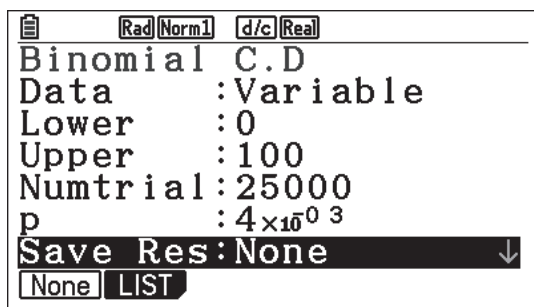 Rad Norm1 d/c Real
Binomial C.D
Data :Variable
Lower :0
Upper :100
Numtrial:25000
p :4×10⁻⁰³
Save Res:None ↓
None LIST